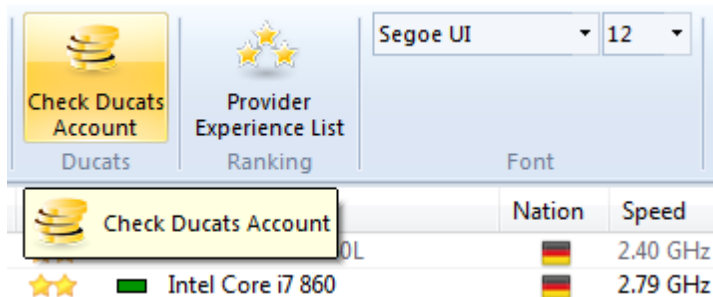 Segoe UI 12
Check Ducats
Account
Provider
Experience List
Ducats Ranking Font
Nation Speed
Check Ducats Account
0L 2.40 GHz
Intel Core i7 860 2.79 GHz